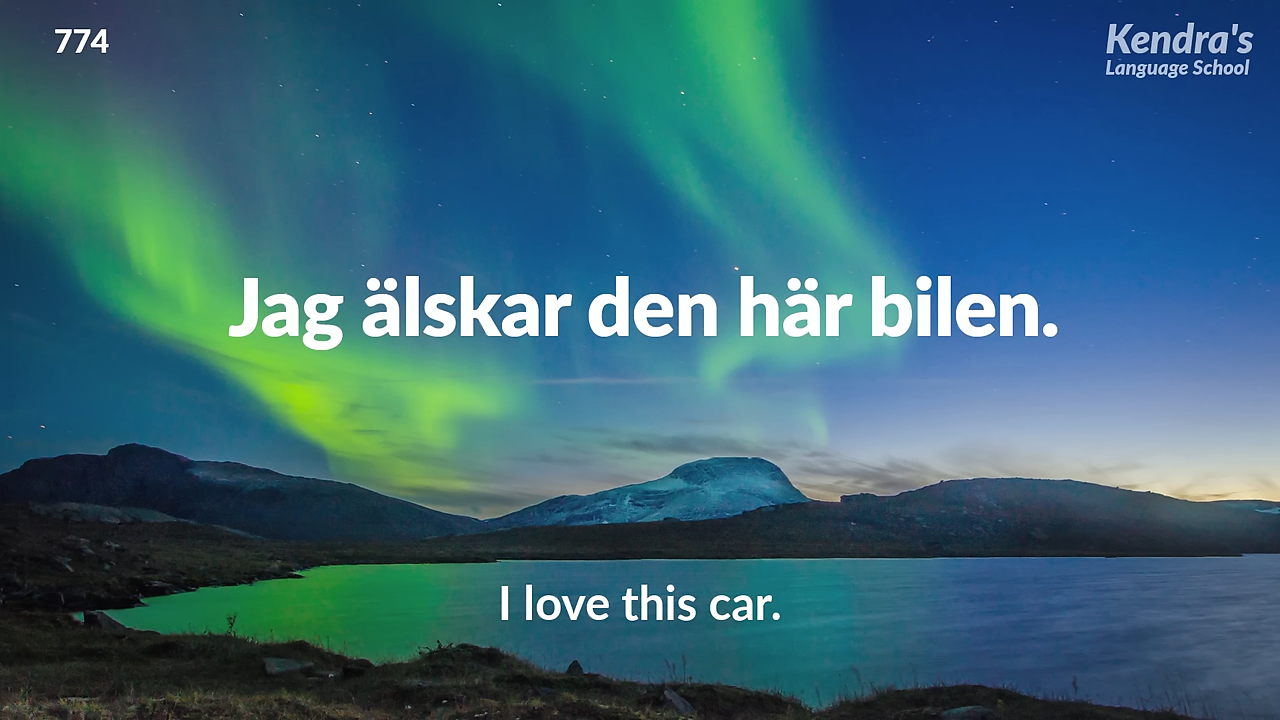 774
Kendra's
Language School
Jag älskar den här bilen.
I love this car.